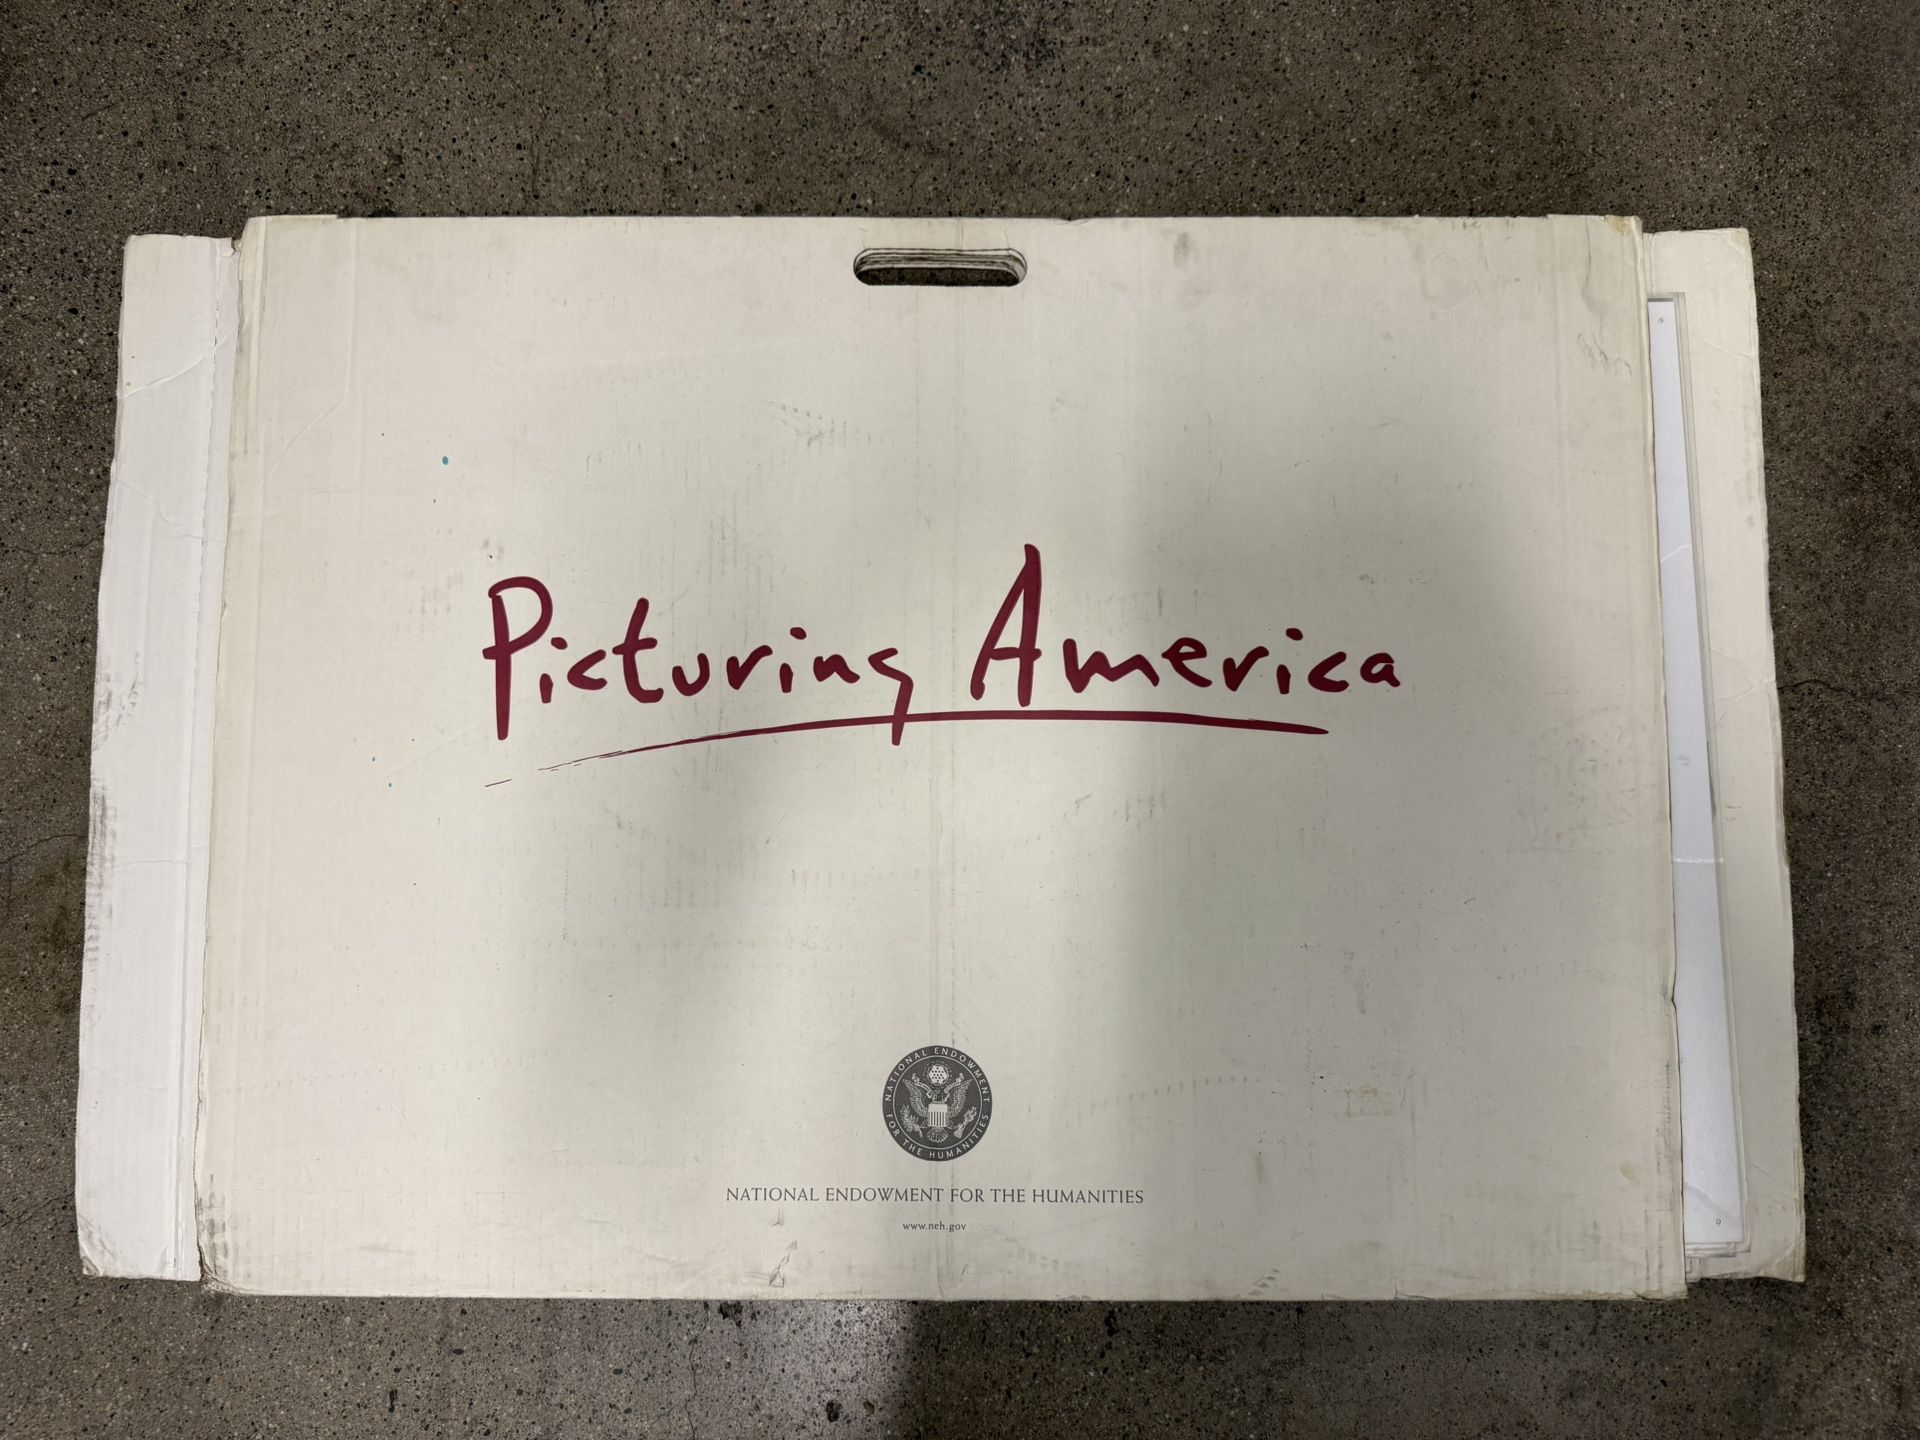 Picturing America
NATIONAL ENDOWMENT FOR THE HUMANITIES
NATIONAL ENDOWMENT FOR THE HUMANITIES
www.neh.gov